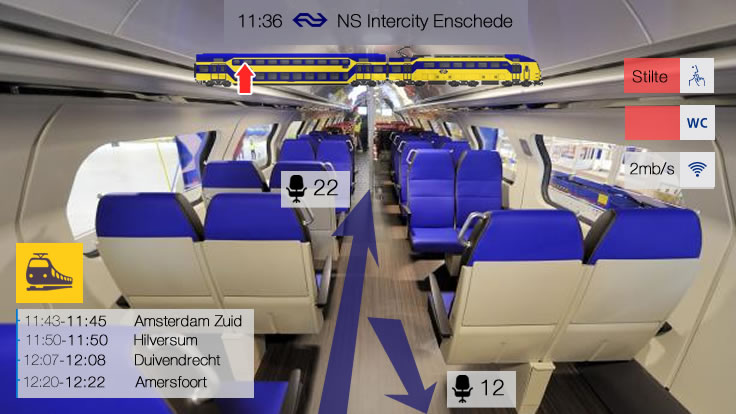 11:36 NS Intercity Enschede
Stilte
WC
2mb/s
22
11:43-11:45 Amsterdam Zuid
11:50-11:50 Hilversum
12:07-12:08 Duivendrecht
12:20-12:22 Amersfoort
12